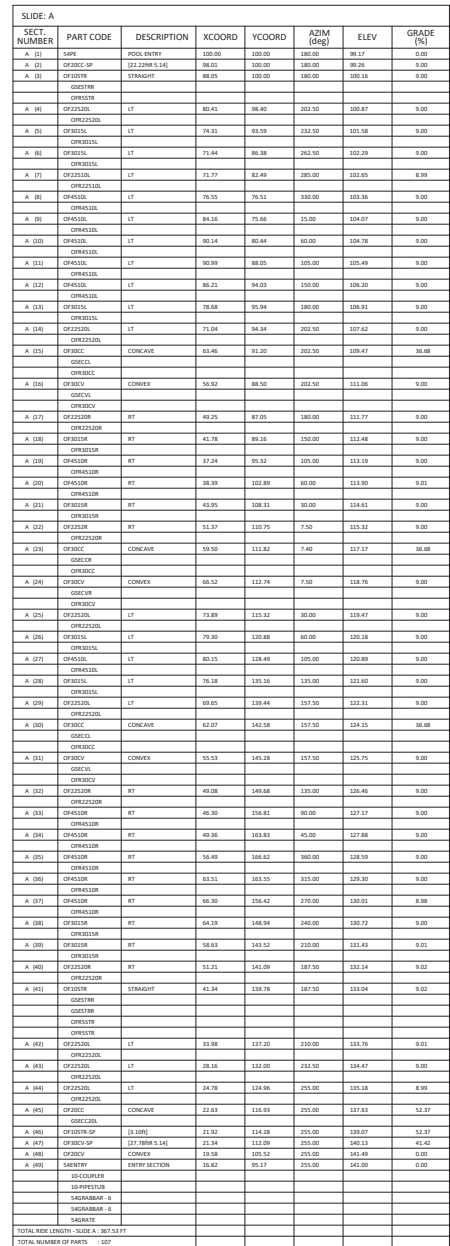 SLIDE: A
SECT. NUMBER PART CODE DESCRIPTION XCOORD YCOORD AZIM (deg) ELEV GRADE (%)
A (1) 54PE POOL ENTRY 100.00 100.00 180.00 99.17 0.00
A (2) OF20CC-SP [22.22ftR 5.14] 98.01 100.00 180.00 99.26 9.00
A (3) OF10STR STRAIGHT 88.05 100.00 180.00 100.16 9.00
GSESTRR
OFR5STR
A (4) OF22520L LT 80.41 98.40 202.50 100.87 9.00
OFR22520L
A (5) OF3015L LT 74.31 93.59 232.50 101.58 9.00
OFR3015L
A (6) OF3015L LT 71.44 86.38 262.50 102.29 9.00
OFR3015L
A (7) OF22510L LT 71.77 82.49 285.00 102.65 8.99
OFR22510L
A (8) OF4510L LT 76.55 76.51 330.00 103.36 9.00
OFR4510L
A (9) OF4510L LT 84.16 75.66 15.00 104.07 9.00
OFR4510L
A (10) OF4510L LT 90.14 80.44 60.00 104.78 9.00
OFR4510L
A (11) OF4510L LT 90.99 88.05 105.00 105.49 9.00
OFR4510L
A (12) OF4510L LT 86.21 94.03 150.00 106.20 9.00
OFR4510L
A (13) OF3015L LT 78.68 95.94 180.00 106.91 9.00
OFR3015L
A (14) OF22520L LT 71.04 94.34 202.50 107.62 9.00
OFR22520L
A (15) OF30CC CONCAVE 63.46 91.20 202.50 109.47 36.68
GSECCL
OFR30CC
A (16) OF30CV CONVEX 56.92 88.50 202.50 111.06 9.00
GSECVL
OFR30CV
A (17) OF22520R RT 49.25 87.05 180.00 111.77 9.00
OFR22520R
A (18) OF3015R RT 41.78 89.16 150.00 112.48 9.00
OFR3015R
A (19) OF4510R RT 37.24 95.32 105.00 113.19 9.00
OFR4510R
A (20) OF4510R RT 38.39 102.89 60.00 113.90 9.01
OFR4510R
A (21) OF3015R RT 43.95 108.31 30.00 114.61 9.00
OFR3015R
A (22) OF2252R RT 51.37 110.75 7.50 115.32 9.00
OFR22520R
A (23) OF30CC CONCAVE 59.50 111.82 7.40 117.17 36.68
GSECCR
OFR30CC
A (24) OF30CV CONVEX 66.52 112.74 7.50 118.76 9.00
GSECVR
OFR30CV
A (25) OF22520L LT 73.89 115.32 30.00 119.47 9.00
OFR22520L
A (26) OF3015L LT 79.30 120.88 60.00 120.18 9.00
OFR3015L
A (27) OF4510L LT 80.15 128.49 105.00 120.89 9.00
OFR4510L
A (28) OF3015L LT 76.18 135.16 135.00 121.60 9.00
OFR3015L
A (29) OF22520L LT 69.65 139.44 157.50 122.31 9.00
OFR22520L
A (30) OF30CC CONCAVE 62.07 142.58 157.50 124.15 36.68
GSECCL
OFR30CC
A (31) OF30CV CONVEX 55.53 145.28 157.50 125.75 9.00
GSECVL
OFR30CV
A (32) OF22520R RT 49.08 149.68 135.00 126.46 9.00
OFR22520R
A (33) OF4510R RT 46.30 156.81 90.00 127.17 9.00
OFR4510R
A (34) OF4510R RT 49.36 163.83 45.00 127.88 9.00
OFR4510R
A (35) OF4510R RT 56.49 166.62 360.00 128.59 9.00
OFR4510R
A (36) OF4510R RT 63.51 163.55 315.00 129.30 9.00
OFR4510R
A (37) OF4510R RT 66.30 156.42 270.00 130.01 8.98
OFR4510R
A (38) OF3015R RT 64.19 148.94 240.00 130.72 9.00
OFR3015R
A (39) OF3015R RT 58.63 143.52 210.00 131.43 9.01
OFR3015R
A (40) OF22520R RT 51.21 141.09 187.50 132.14 9.02
OFR22520R
A (41) OF10STR STRAIGHT 41.34 139.78 187.50 133.04 9.02
GSESTRR
GSESTRR
OFR5STR
OFR5STR
A (42) OF22520L LT 33.98 137.20 210.00 133.76 9.01
OFR22520L
A (43) OF22520L LT 28.16 132.00 232.50 134.47 9.00
OFR22520L
A (44) OF22520L LT 24.78 124.96 255.00 135.18 8.99
OFR22520L
A (45) OF20CC CONCAVE 22.63 116.93 255.00 137.63 52.37
GSECC20L
A (46) OF10STR-SP [3.10ft] 21.92 114.28 255.00 139.07 52.37
A (47) OF30CV-SP [27.78ftR 5.14] 21.34 112.09 255.00 140.13 41.42
A (48) OF20CV CONVEX 19.58 105.52 255.00 141.49 0.00
A (49) 54ENTRY ENTRY SECTION 16.82 95.17 255.00 141.00 0.00
10-COUPLER
10-PIPESTUB
54GRABBAR - 6
54GRABBAR - 6
54GRATE
TOTAL RIDE LENGTH - SLIDE A : 367.53 FT
TOTAL NUMBER OF PARTS : 107